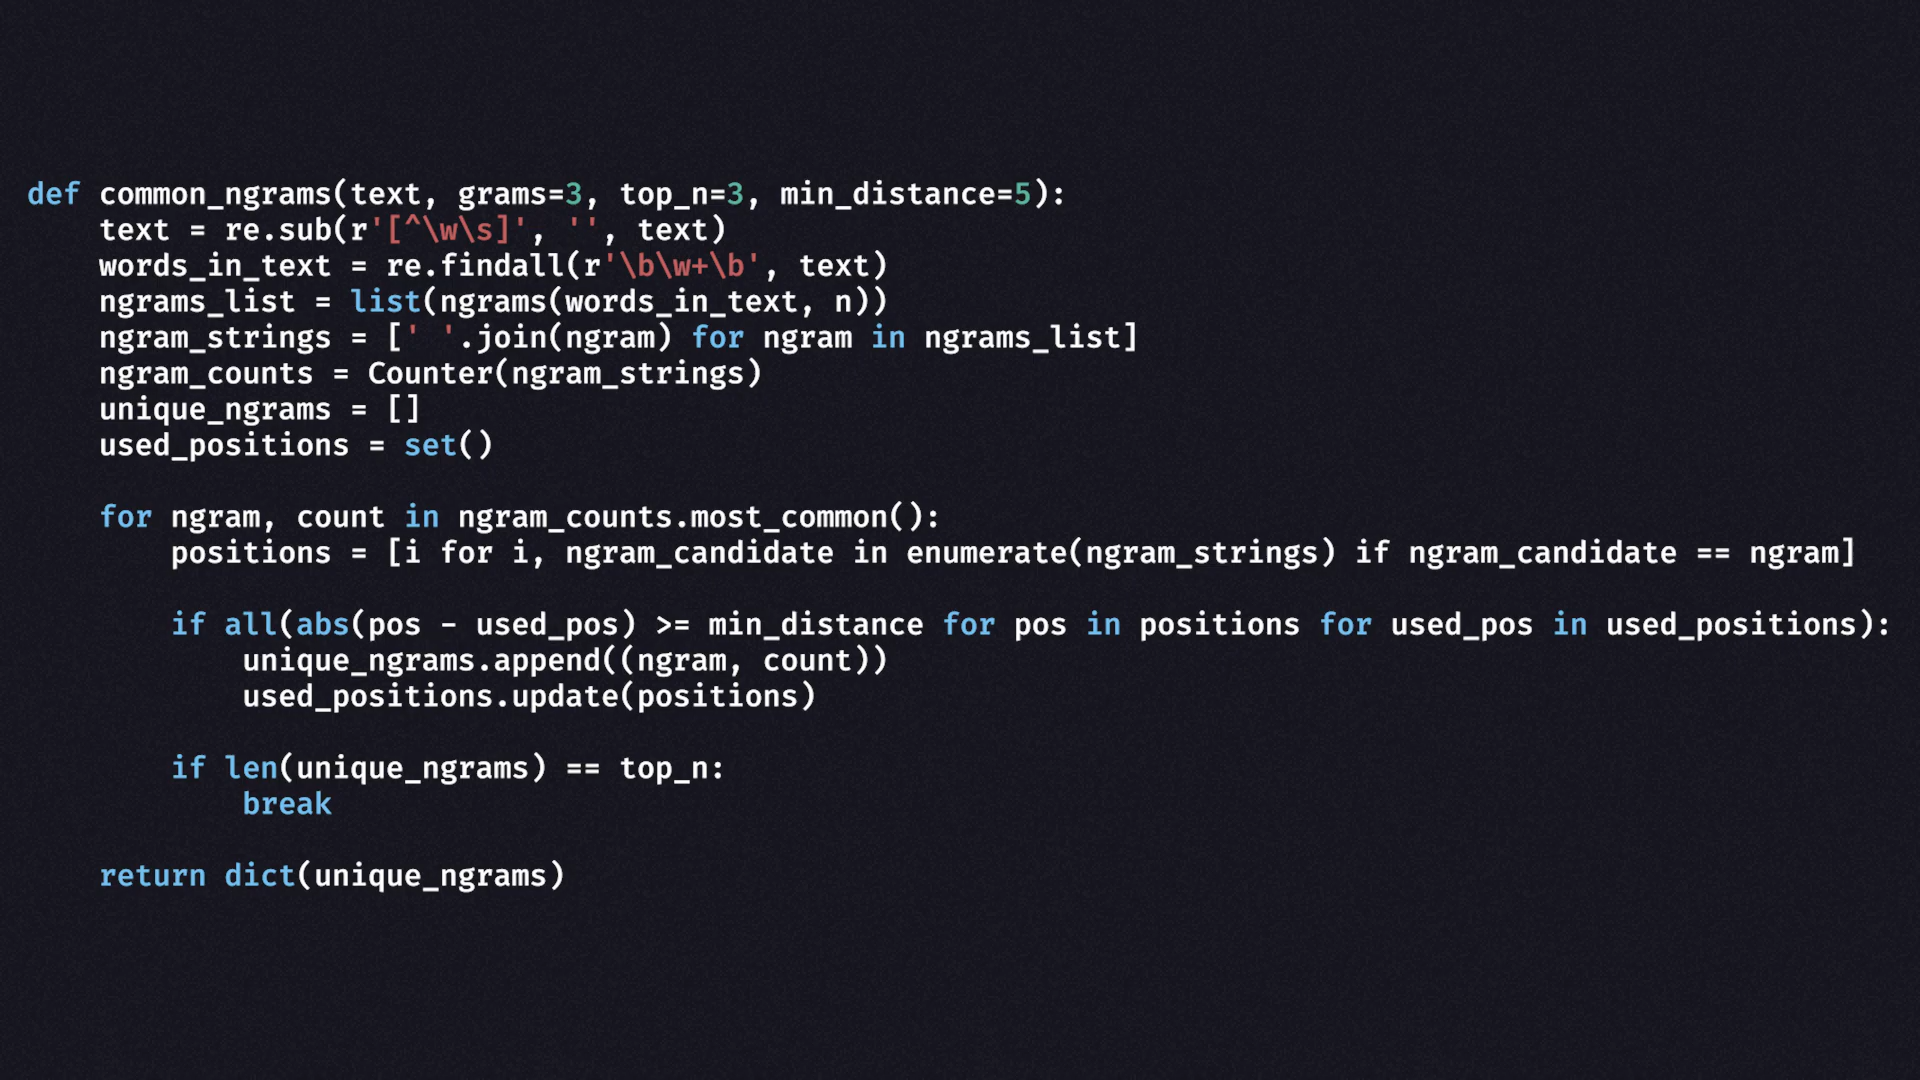 def common_ngrams(text, grams=3, top_n=3, min_distance=5):
    text = re.sub(r'[^\w\s]', '', text)
    words_in_text = re.findall(r'\b\w+\b', text)
    ngrams_list = list(ngrams(words_in_text, n))
    ngram_strings = [' '.join(ngram) for ngram in ngrams_list]
    ngram_counts = Counter(ngram_strings)
    unique_ngrams = []
    used_positions = set()

    for ngram, count in ngram_counts.most_common():
        positions = [i for i, ngram_candidate in enumerate(ngram_strings) if ngram_candidate == ngram]

        if all(abs(pos - used_pos) >= min_distance for pos in positions for used_pos in used_positions):
            unique_ngrams.append((ngram, count))
            used_positions.update(positions)

        if len(unique_ngrams) == top_n:
            break

    return dict(unique_ngrams)